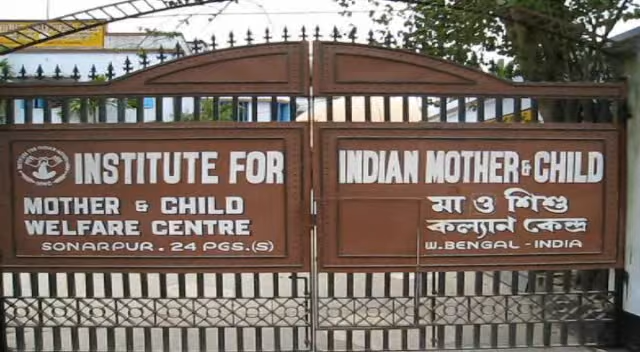 INSTITUTE FOR INDIAN MOTHER & CHILD
MOTHER & CHILD
WELFARE CENTRE
SONARPUR. 24 PGS.(S)
মা ও শিশু
কল্যান কেন্দ্র
W.BENGAL - INDIA